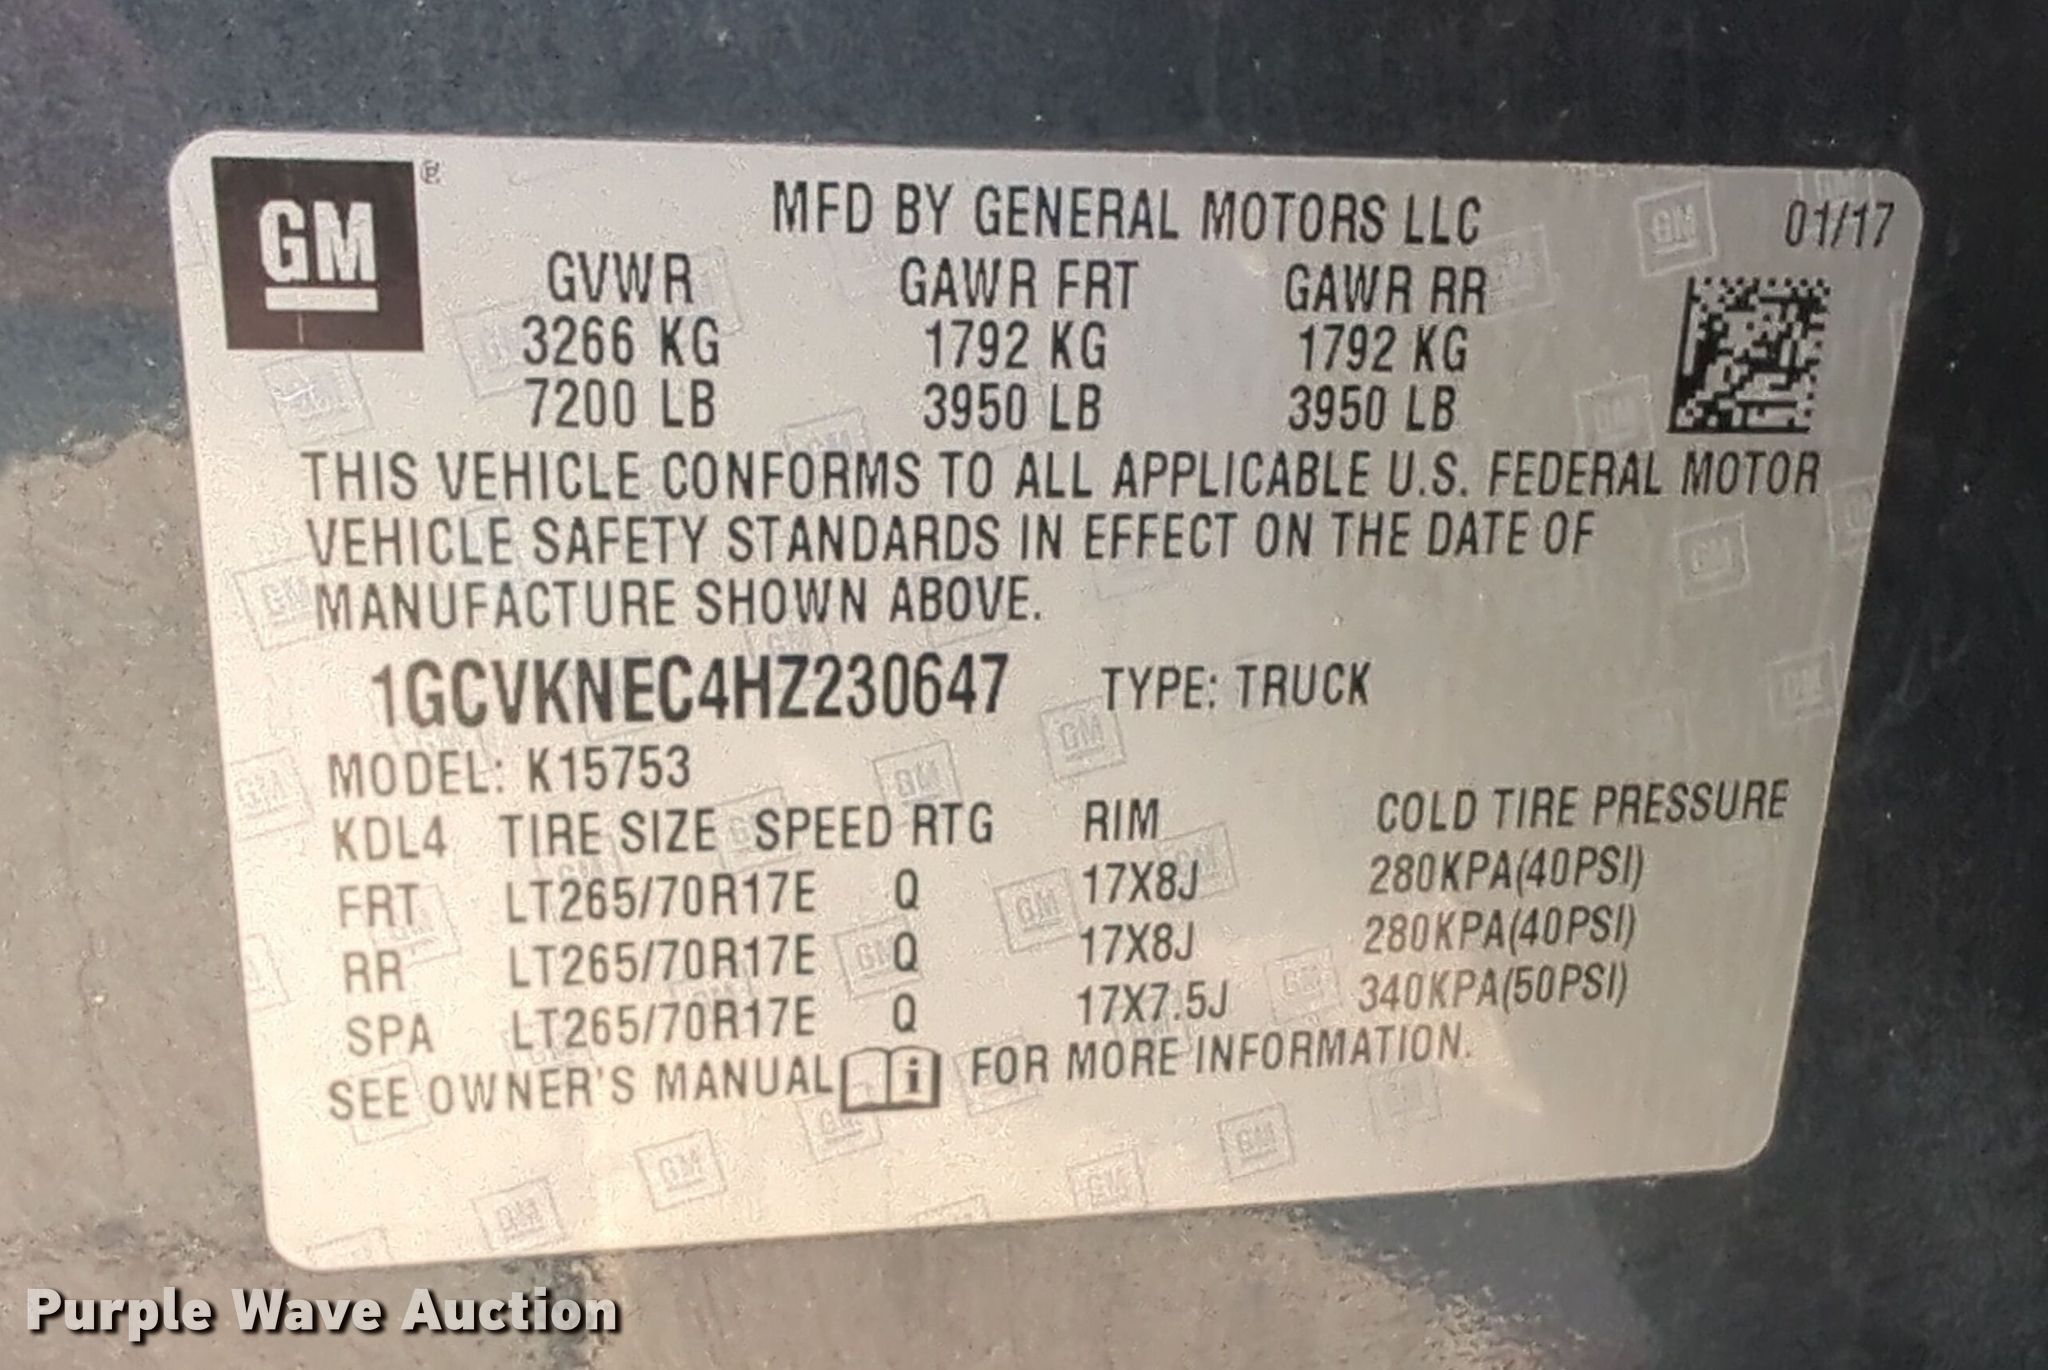 GM
MFD BY GENERAL MOTORS LLC 01/17
GVWR GAWR FRT GAWR RR
3266 KG 1792 KG 1792 KG
7200 LB 3950 LB 3950 LB
THIS VEHICLE CONFORMS TO ALL APPLICABLE U.S. FEDERAL MOTOR
VEHICLE SAFETY STANDARDS IN EFFECT ON THE DATE OF
MANUFACTURE SHOWN ABOVE.
1GCVKNEC4HZ230647 TYPE: TRUCK
MODEL: K15753
KDL4 TIRE SIZE SPEED RTG RIM COLD TIRE PRESSURE
FRT LT265/70R17E Q 17X8J 280KPA(40PSI)
RR LT265/70R17E Q 17X8J 280KPA(40PSI)
SPA LT265/70R17E Q 17X7.5J 340KPA(50PSI)
SEE OWNER'S MANUAL i FOR MORE INFORMATION.
Purple Wave Auction